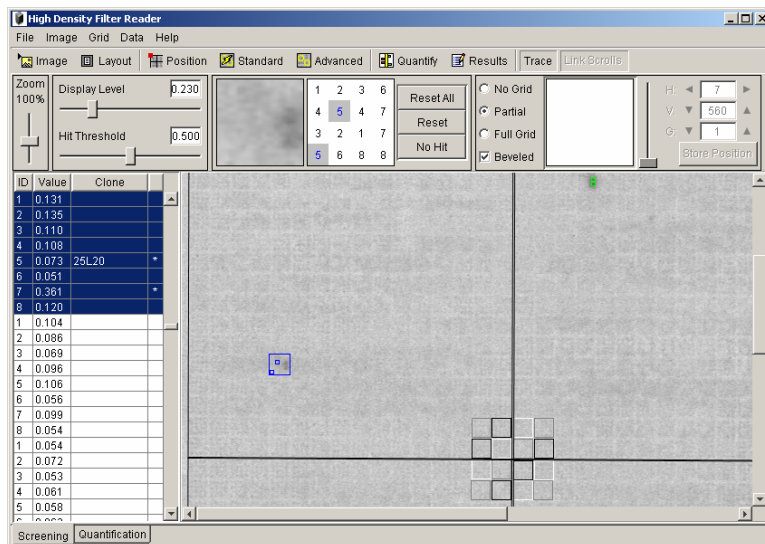 High Density Filter Reader
File Image Grid Data Help
Image Layout Position Standard Advanced Quantify Results Trace Link Scrolls
Zoom
100%
Display Level 0.230
Hit Threshold 0.500
1 2 3 6
4 5 4 7
3 2 1 7
5 6 8 8
Reset All
Reset
No Hit
No Grid
Partial
Full Grid
Beveled
H: 7
V: 560
G: 1
Store Position
ID Value Clone
1 0.131
2 0.135
3 0.110
4 0.108
5 0.073 25L20 *
6 0.051
7 0.361 *
8 0.120
1 0.104
2 0.086
3 0.069
4 0.096
5 0.106
6 0.056
7 0.099
8 0.054
1 0.054
2 0.072
3 0.053
4 0.061
5 0.058
Screening Quantification